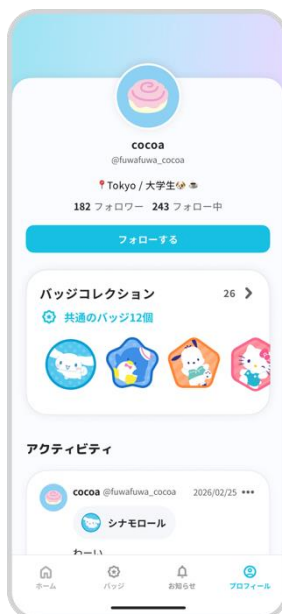 cocoa
@fuwafuwa_cocoa
📍Tokyo / 大学生🐶 ☕
182 フォロワー 243 フォロー中
フォローする
バッジコレクション 26
共通のバッジ12個
アクティビティ
cocoa @fuwafuwa_cocoa 2026/02/25 •••
シナモロール
わーい
ホーム バッジ お知らせ プロフィール